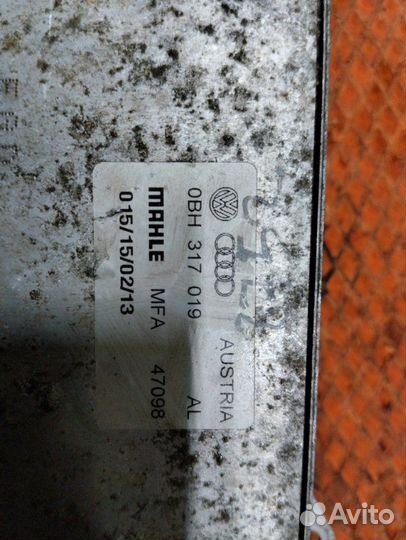 AUSTRIA
0BH 317 019 AL
MAHLE MFA 47098
015/15/02/13
Avito